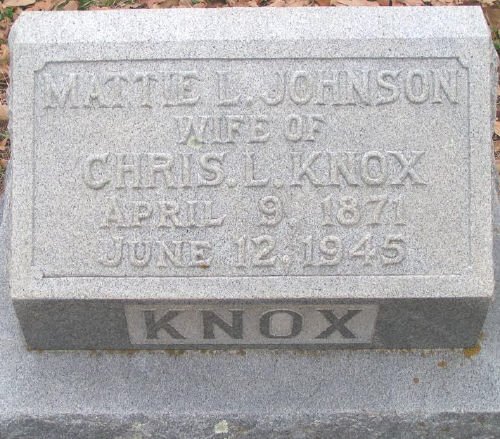 MATTIE L. JOHNSON
WIFE OF
CHRIS. L. KNOX
APRIL 9 1871
JUNE 12, 1945
KNOX